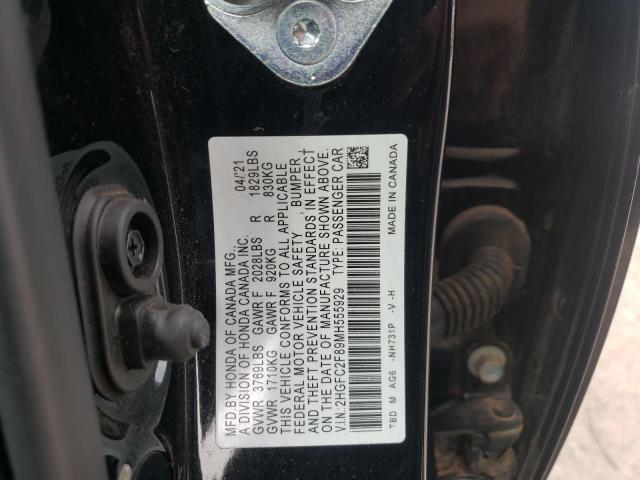 MFD.BY HONDA OF CANADA MFG., 04/21
A DIVISION OF HONDA CANADA INC.
GVWR 3769LBS GAWR F 2028LBS R 1829LBS
GVWR 1710KG GAWR F 920KG R 830KG
THIS VEHICLE CONFORMS TO ALL APPLICABLE
FEDERAL MOTOR VEHICLE SAFETY , BUMPER ,
AND THEFT PREVENTION STANDARDS IN EFFECT
ON THE DATE OF MANUFACTURE SHOWN ABOVE.
V.I.N:2HGFC2F89MH555929 TYPE: PASSENGER CAR
TBD M AG6 -NH731P -V -H MADE IN CANADA